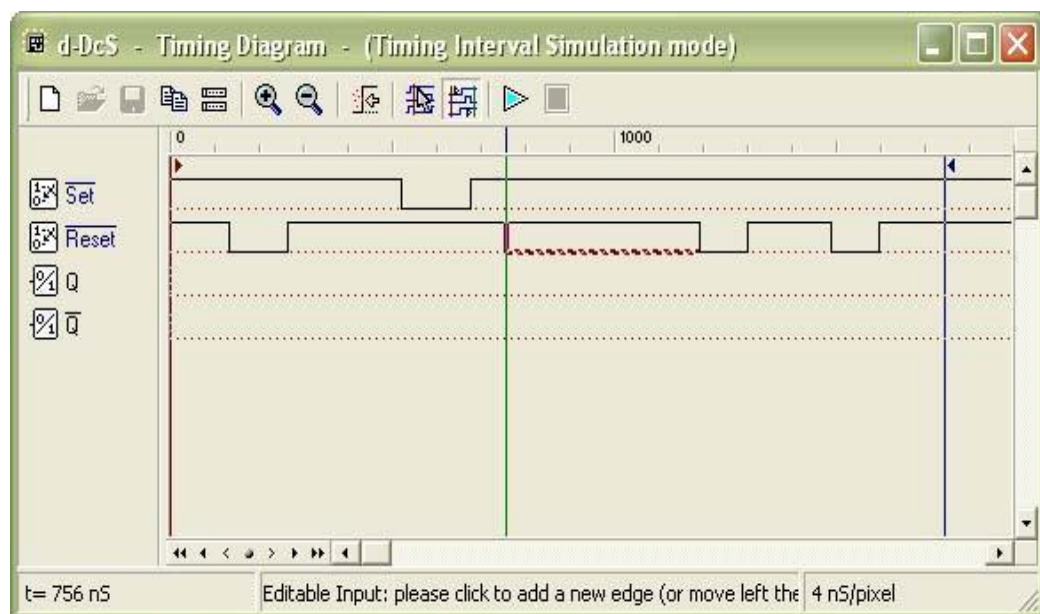 d-DcS - Timing Diagram - (Timing Interval Simulation mode)
0 1000
Set
Reset
Q
Q
t= 756 nS Editable Input: please click to add a new edge (or move left the 4 nS/pixel